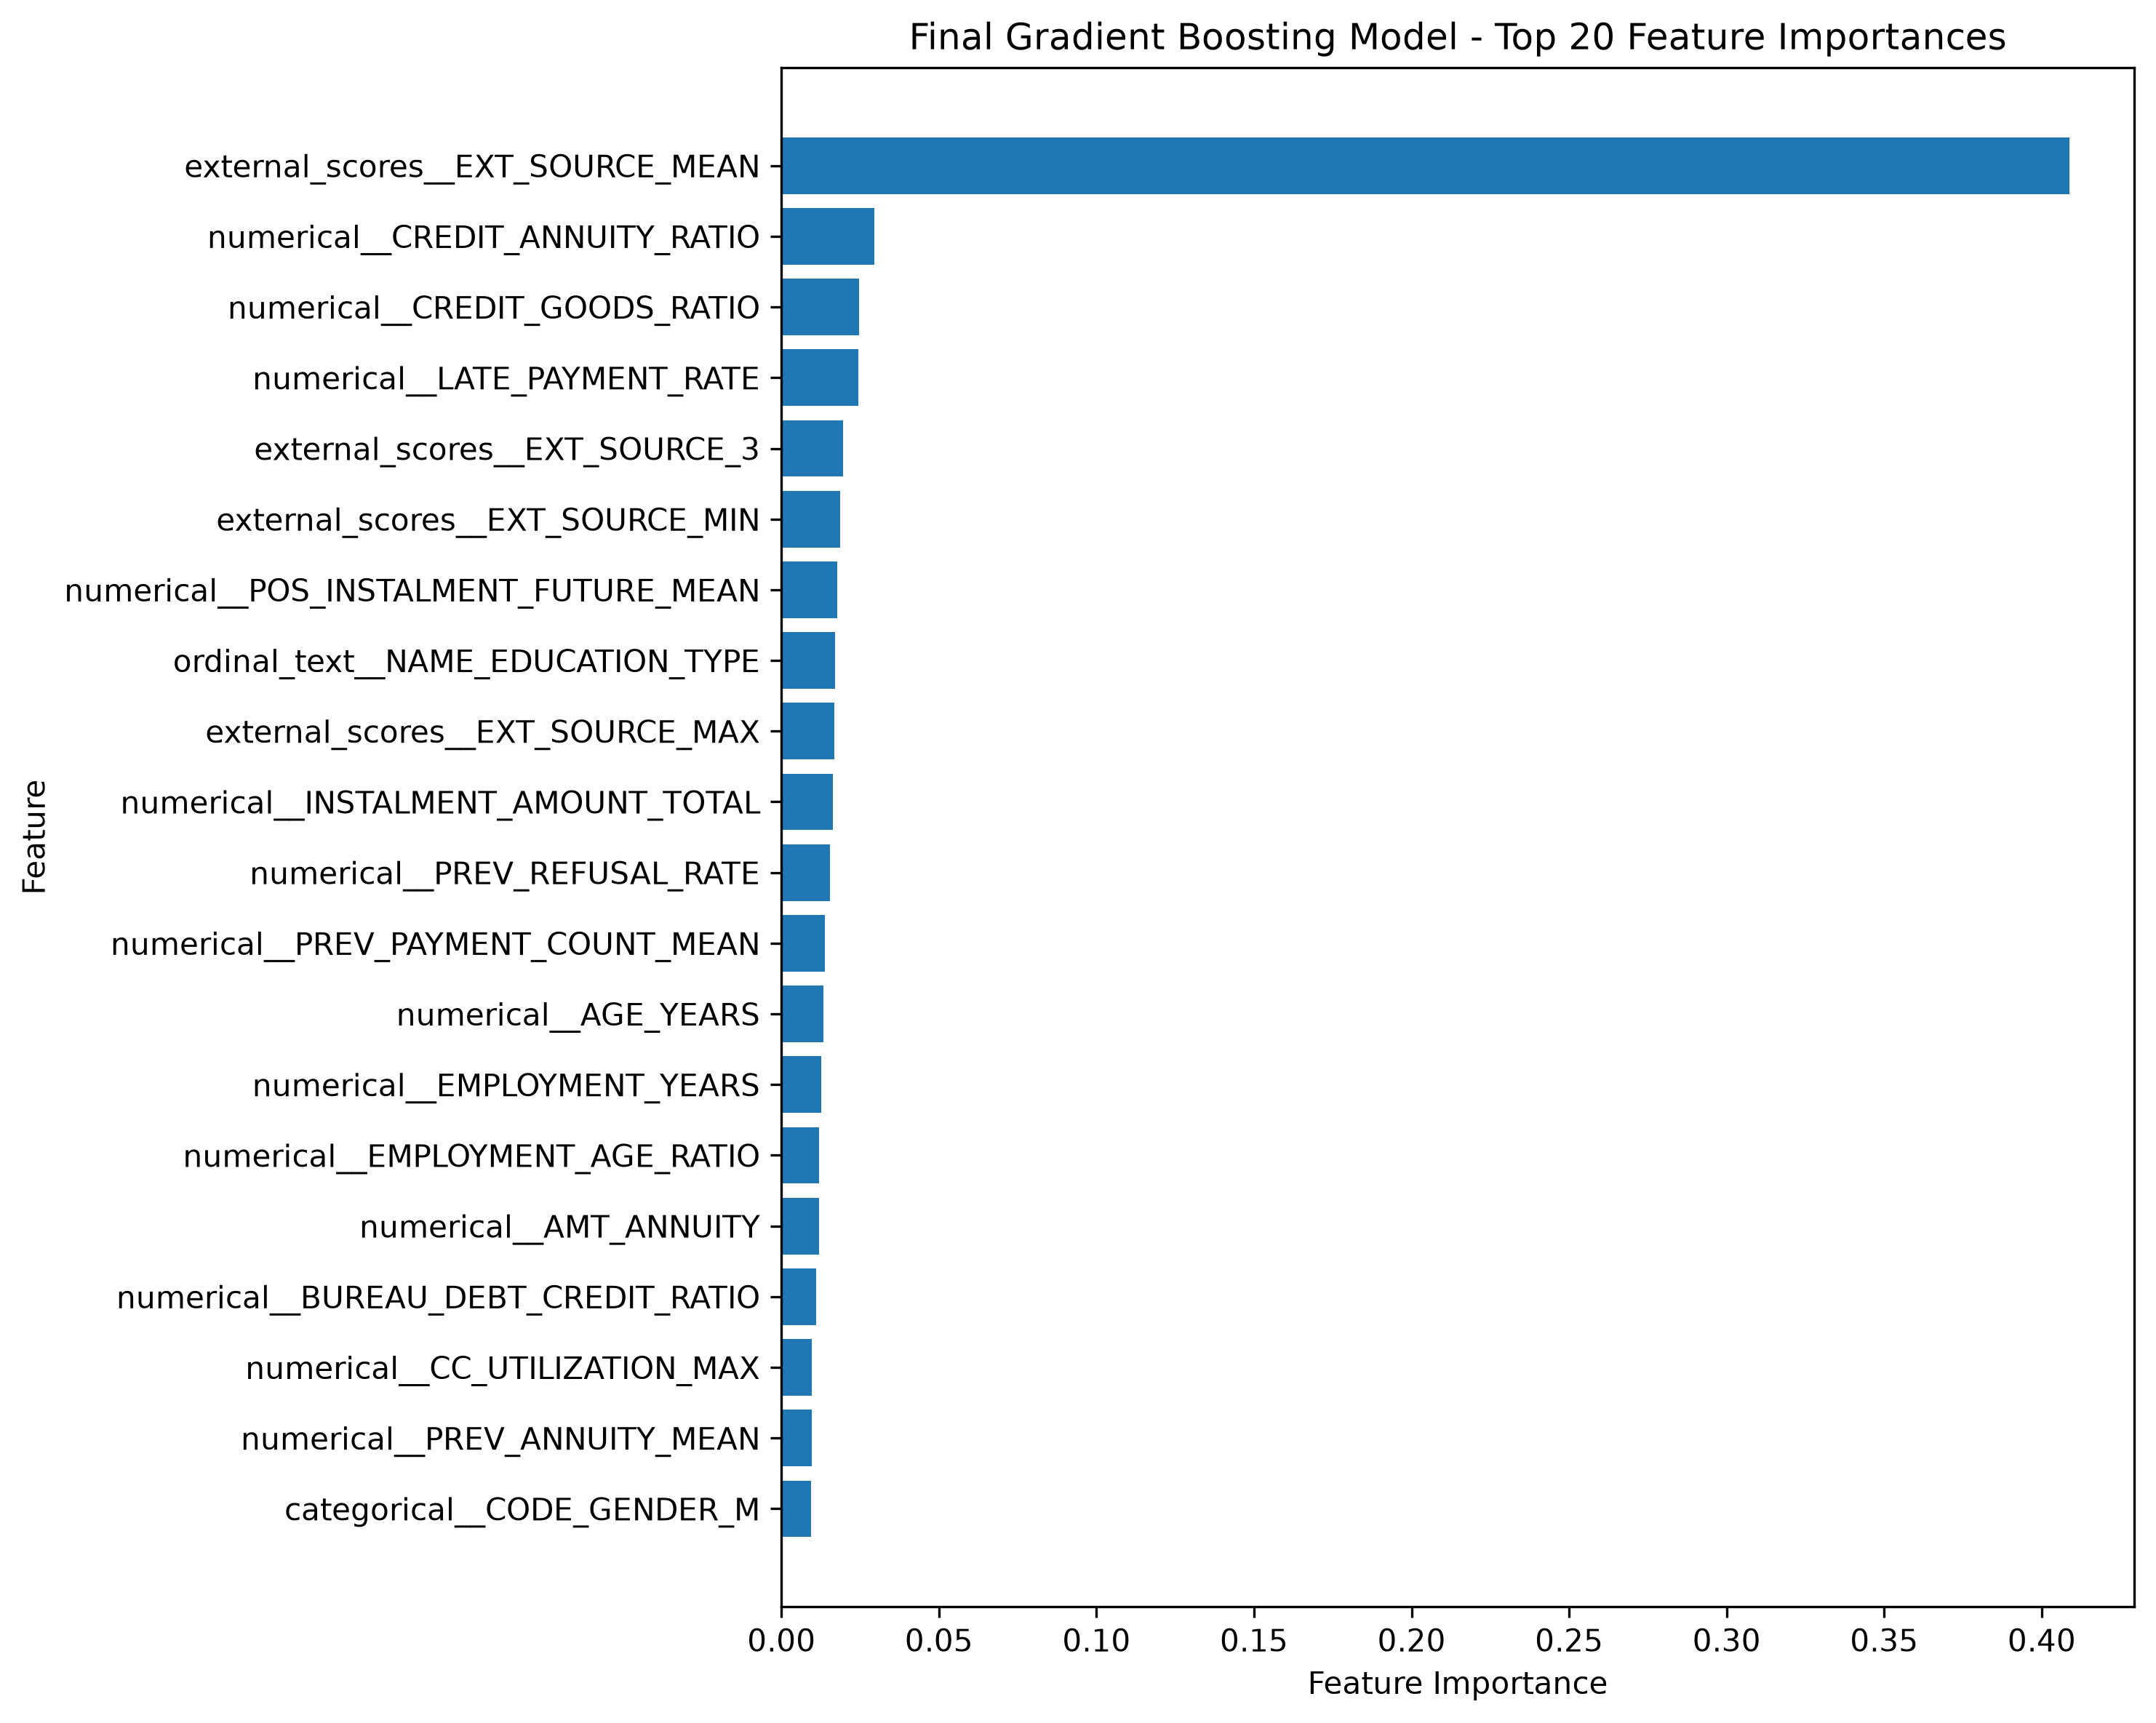 Final Gradient Boosting Model - Top 20 Feature Importances
external_scores__EXT_SOURCE_MEAN
numerical__CREDIT_ANNUITY_RATIO
numerical__CREDIT_GOODS_RATIO
numerical__LATE_PAYMENT_RATE
external_scores__EXT_SOURCE_3
external_scores__EXT_SOURCE_MIN
numerical__POS_INSTALMENT_FUTURE_MEAN
ordinal_text__NAME_EDUCATION_TYPE
external_scores__EXT_SOURCE_MAX
numerical__INSTALMENT_AMOUNT_TOTAL
numerical__PREV_REFUSAL_RATE
numerical__PREV_PAYMENT_COUNT_MEAN
numerical__AGE_YEARS
numerical__EMPLOYMENT_YEARS
numerical__EMPLOYMENT_AGE_RATIO
numerical__AMT_ANNUITY
numerical__BUREAU_DEBT_CREDIT_RATIO
numerical__CC_UTILIZATION_MAX
numerical__PREV_ANNUITY_MEAN
categorical__CODE_GENDER_M
Feature
0.00 0.05 0.10 0.15 0.20 0.25 0.30 0.35 0.40
Feature Importance